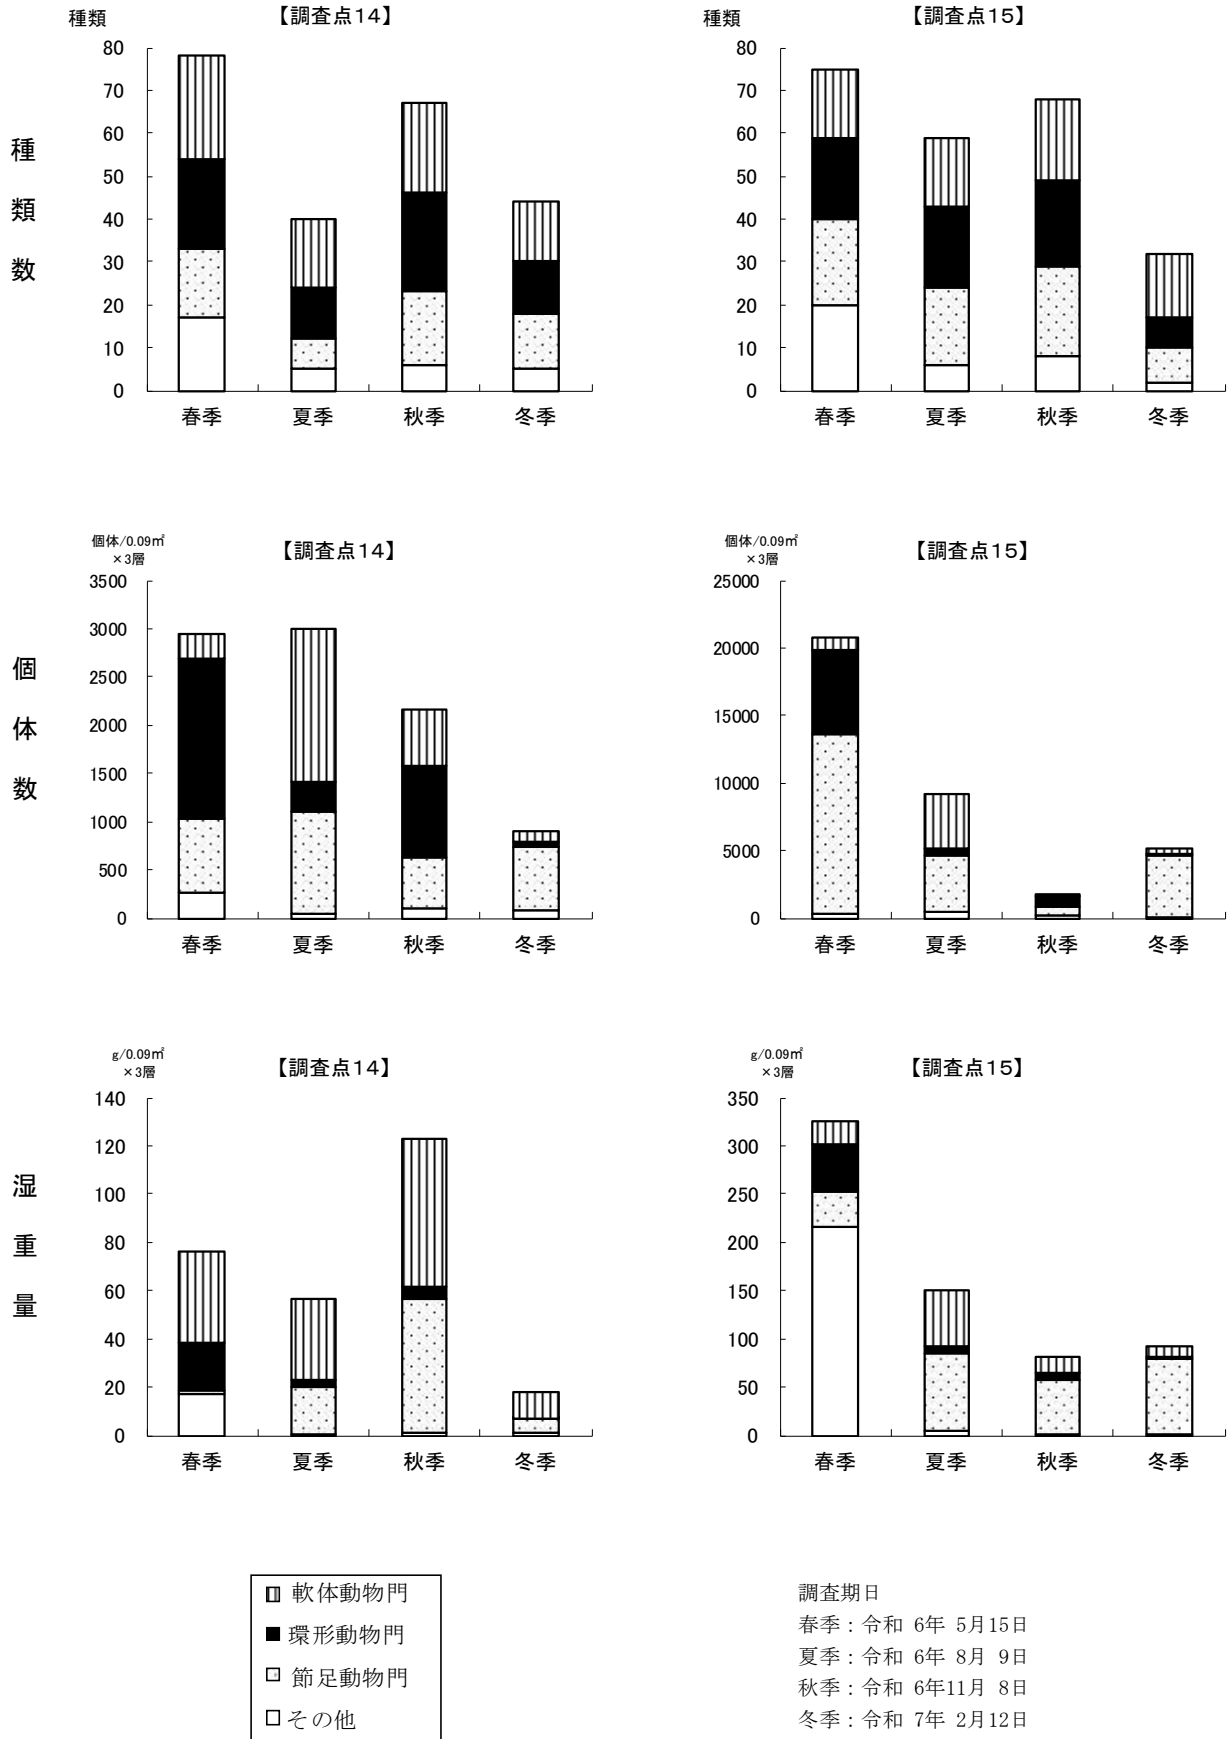 種類
【調査点14】
80
70
60
50
40
30
20
10
0
春季 夏季 秋季 冬季
種類
【調査点15】
80
70
60
50
40
30
20
10
0
春季 夏季 秋季 冬季
種類数
個体/0.09㎡
×3層
【調査点14】
3500
3000
2500
2000
1500
1000
500
0
春季 夏季 秋季 冬季
個体/0.09㎡
×3層
【調査点15】
25000
20000
15000
10000
5000
0
春季 夏季 秋季 冬季
個体数
g/0.09㎡
×3層
【調査点14】
140
120
100
80
60
40
20
0
春季 夏季 秋季 冬季
g/0.09㎡
×3層
【調査点15】
350
300
250
200
150
100
50
0
春季 夏季 秋季 冬季
湿重量
軟体動物門
環形動物門
節足動物門
その他
調査期日
春季：令和 6年 5月15日
夏季：令和 6年 8月 9日
秋季：令和 6年11月 8日
冬季：令和 7年 2月12日